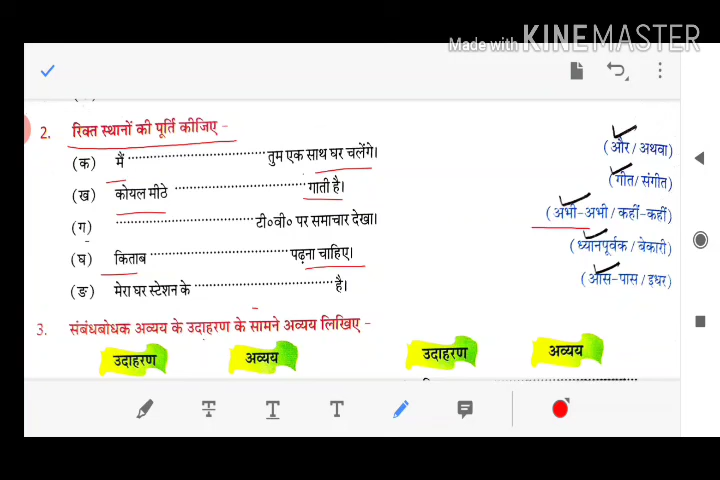 Made with KINEMASTER
2. रिक्त स्थानों की पूर्ति कीजिए -
(क) मैं ........................ तुम एक साथ घर चलेंगे। (और / अथवा)
(ख) कोयल मीठे ........................ गाती है। (गीत / संगीत)
(ग) ........................ टी०वी० पर समाचार देखा। (अभी-अभी / कहीं-कहीं)
(घ) किताब ........................ पढ़ना चाहिए। (ध्यानपूर्वक / बेकारी)
(ङ) मेरा घर स्टेशन के ........................ है। (आस-पास / इधर)
3. संबंधबोधक अव्यय के उदाहरण के सामने अव्यय लिखिए -
उदाहरण अव्यय उदाहरण अव्यय